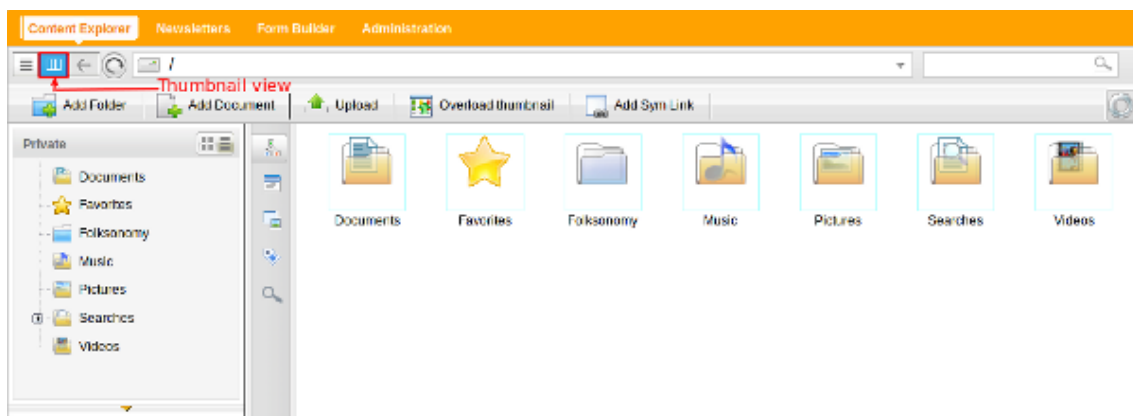 Content Explorer Newsletters Form Builder Administration
/
Thumbnail view
Add Folder Add Document Upload Overload thumbnail Add Sym Link
Private
Documents
Favorites
Folksonomy
Music
Pictures
Searches
Videos
Documents Favorites Folksonomy Music Pictures Searches Videos